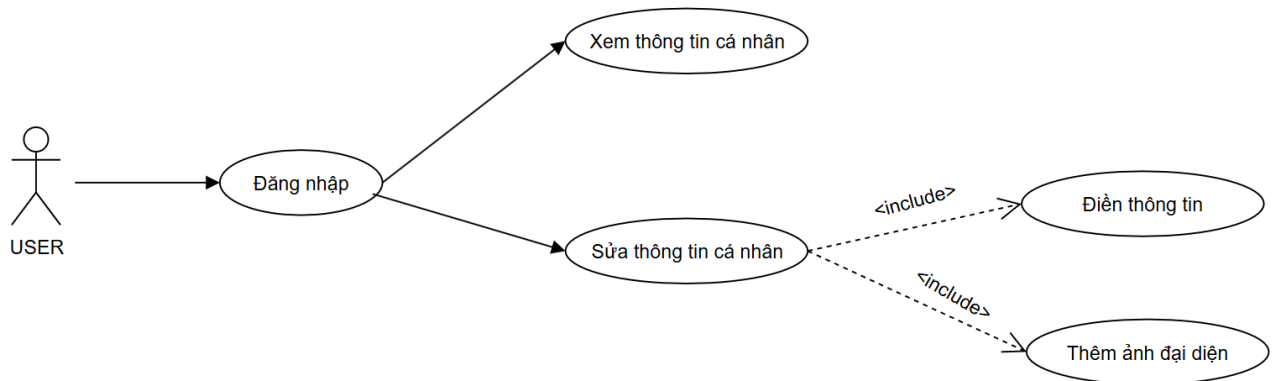 Xem thông tin cá nhân
Đăng nhập
USER
Sửa thông tin cá nhân
<include>
Điền thông tin
<include>
Thêm ảnh đại diện